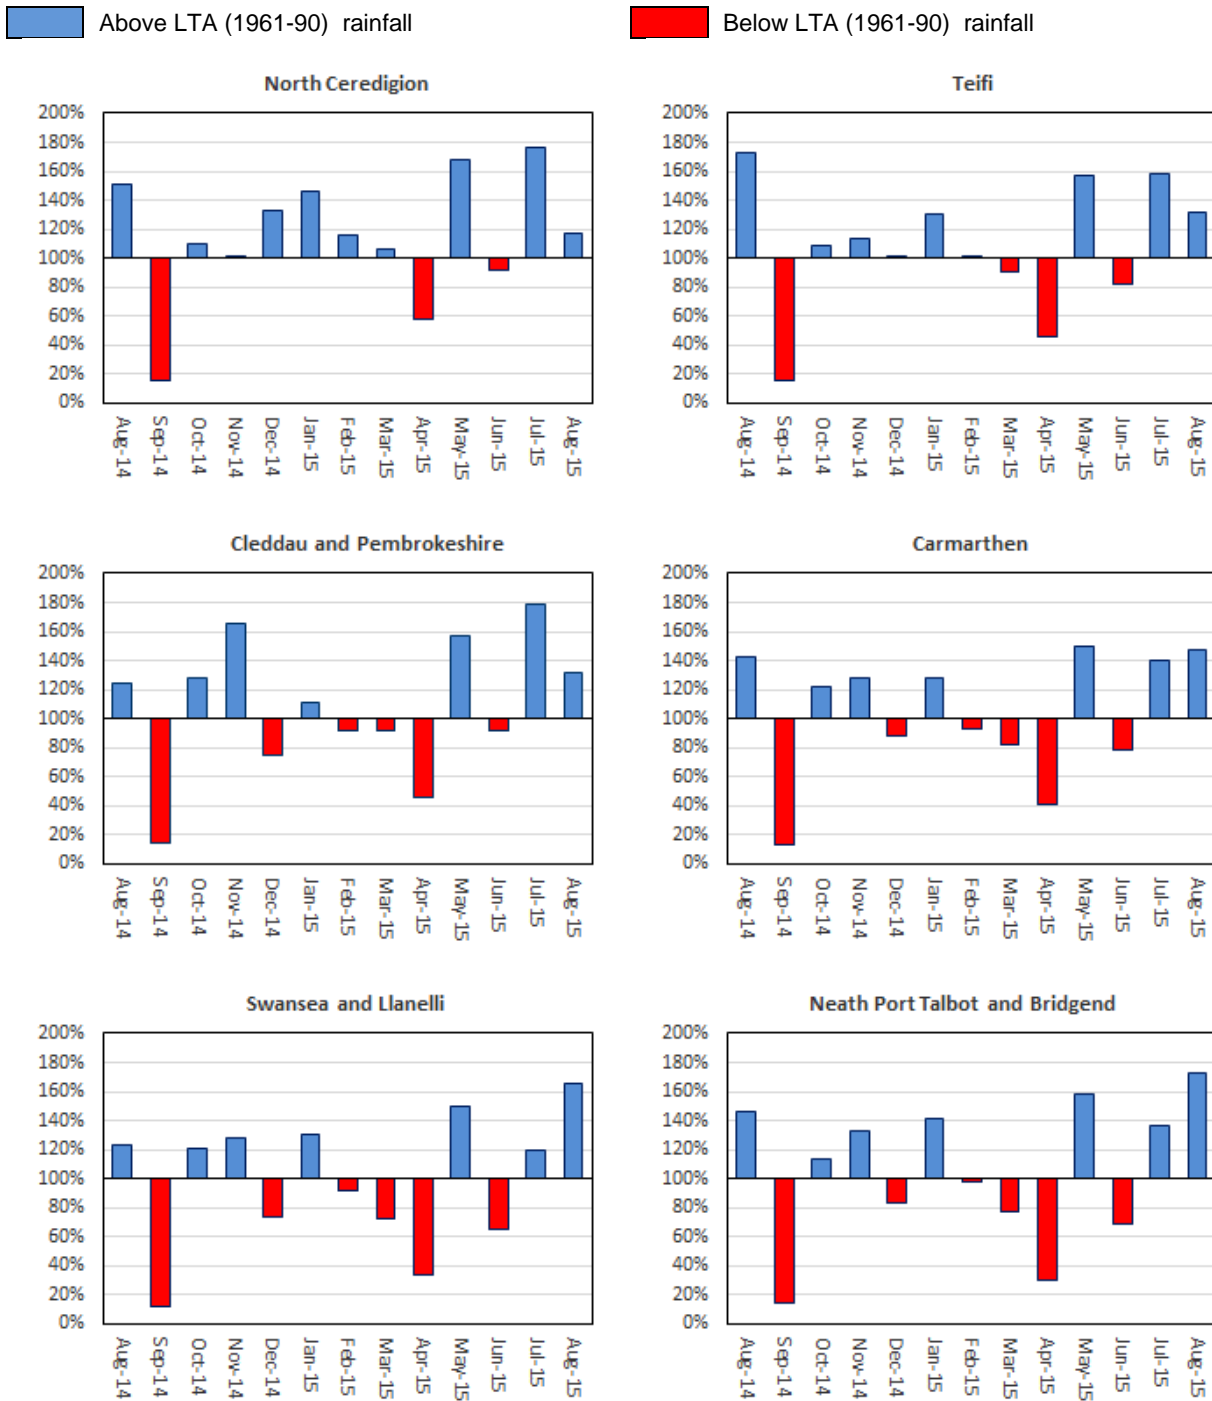 Above LTA (1961-90) rainfall
Below LTA (1961-90) rainfall
North Ceredigion
200%
180%
160%
140%
120%
100%
80%
60%
40%
20%
0%
Aug-14
Sep-14
Oct-14
Nov-14
Dec-14
Jan-15
Feb-15
Mar-15
Apr-15
May-15
Jun-15
Jul-15
Aug-15
Teifi
200%
180%
160%
140%
120%
100%
80%
60%
40%
20%
0%
Aug-14
Sep-14
Oct-14
Nov-14
Dec-14
Jan-15
Feb-15
Mar-15
Apr-15
May-15
Jun-15
Jul-15
Aug-15
Cleddau and Pembrokeshire
200%
180%
160%
140%
120%
100%
80%
60%
40%
20%
0%
Aug-14
Sep-14
Oct-14
Nov-14
Dec-14
Jan-15
Feb-15
Mar-15
Apr-15
May-15
Jun-15
Jul-15
Aug-15
Carmarthen
200%
180%
160%
140%
120%
100%
80%
60%
40%
20%
0%
Aug-14
Sep-14
Oct-14
Nov-14
Dec-14
Jan-15
Feb-15
Mar-15
Apr-15
May-15
Jun-15
Jul-15
Aug-15
Swansea and Llanelli
200%
180%
160%
140%
120%
100%
80%
60%
40%
20%
0%
Aug-14
Sep-14
Oct-14
Nov-14
Dec-14
Jan-15
Feb-15
Mar-15
Apr-15
May-15
Jun-15
Jul-15
Aug-15
Neath Port Talbot and Bridgend
200%
180%
160%
140%
120%
100%
80%
60%
40%
20%
0%
Aug-14
Sep-14
Oct-14
Nov-14
Dec-14
Jan-15
Feb-15
Mar-15
Apr-15
May-15
Jun-15
Jul-15
Aug-15